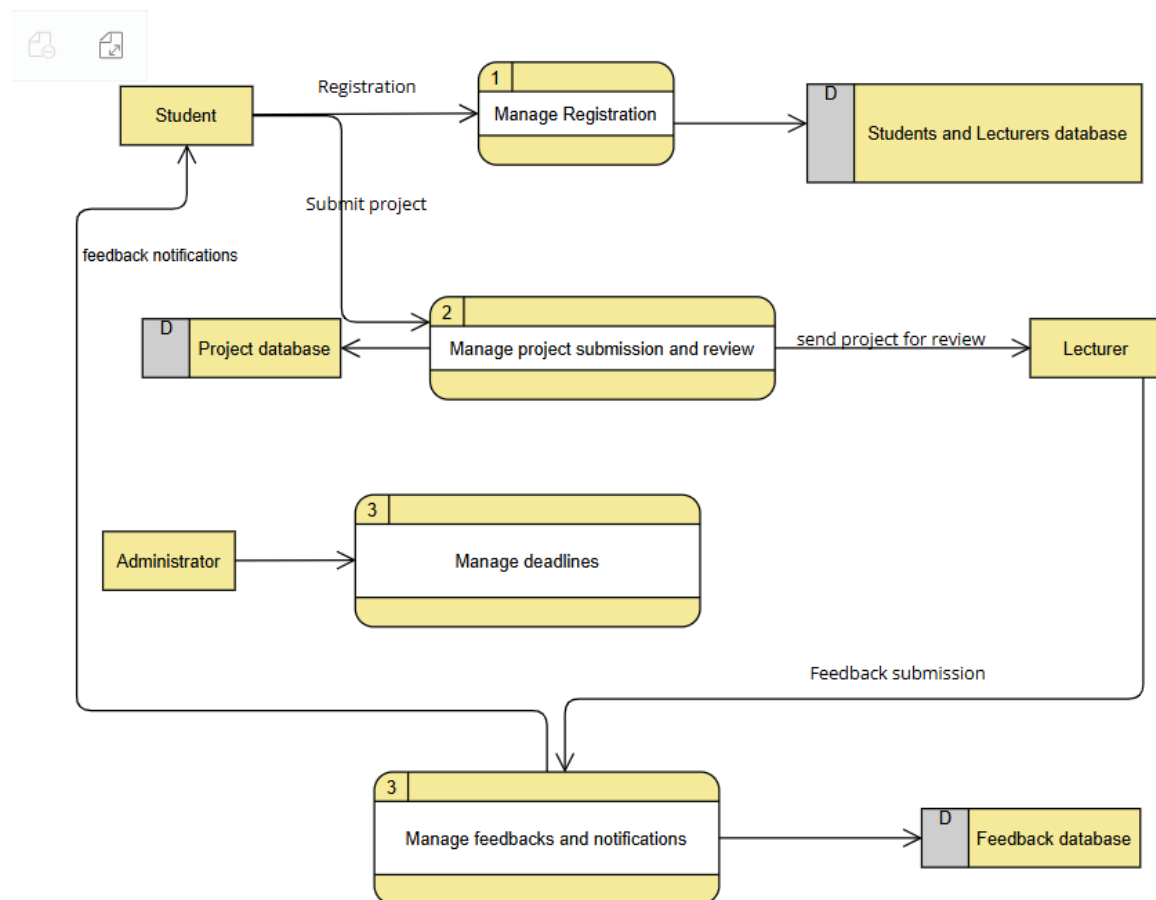 Registration
1
Manage Registration
D
Students and Lecturers database
Student
Submit project
feedback notifications
2
Manage project submission and review
D
Project database
send project for review
Lecturer
3
Manage deadlines
Administrator
Feedback submission
3
Manage feedbacks and notifications
D
Feedback database